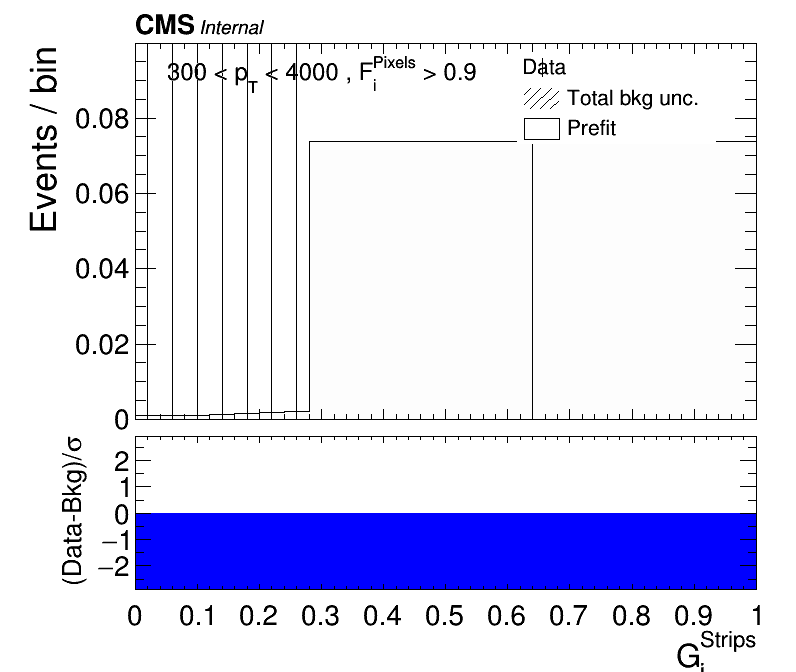 CMS Internal
Events / bin
300 < p_T < 4000 , F_i^Pixels > 0.9
Data
Total bkg unc.
Prefit
0.08
0.06
0.04
0.02
0
(Data-Bkg)/σ
2
1
0
−1
−2
0 0.1 0.2 0.3 0.4 0.5 0.6 0.7 0.8 0.9 1
G_i^Strips